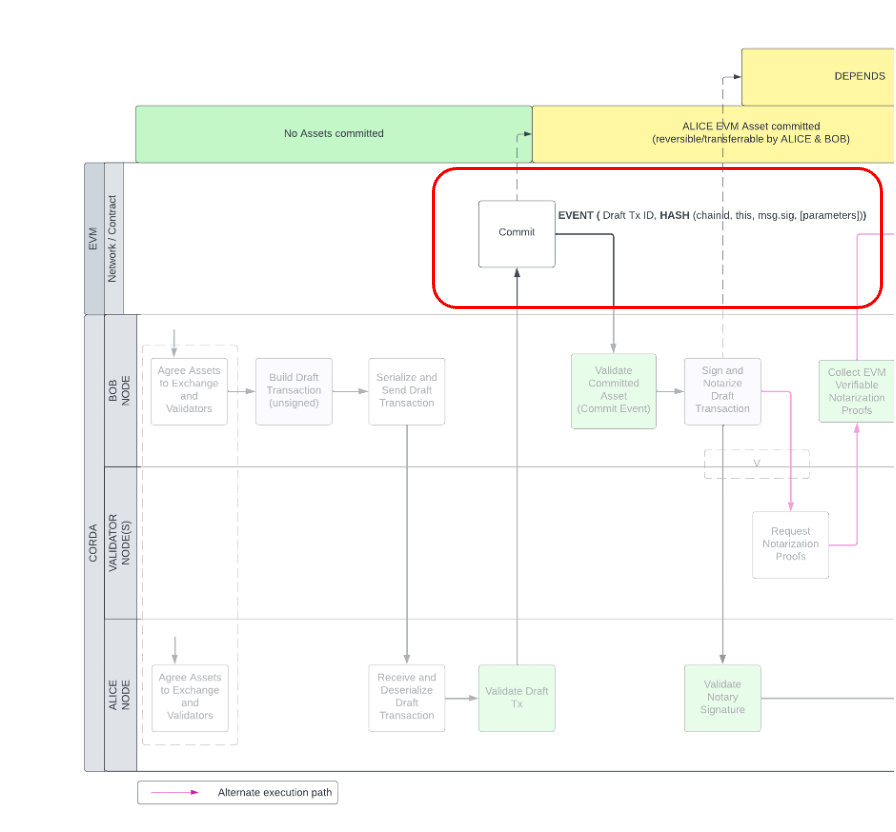 DEPENDS
No Assets committed
ALICE EVM Asset committed
(reversible/transferrable by ALICE & BOB)
EVM
Network / Contract
Commit
EVENT ( Draft Tx ID, HASH (chainid, this, msg.sig, [parameters]))
CORDA
BOB
NODE
Agree Assets
to Exchange
and
Validators
Build Draft
Transaction
(unsigned)
Serialize and
Send Draft
Transaction
Validate
Committed
Asset
(Commit Event)
Sign and
Notarize
Draft
Transaction
Collect EVM
Verifiable
Notarization
Proofs
V
VALIDATOR
NODE(S)
Request
Notarization
Proofs
ALICE
NODE
Agree Assets
to Exchange
and
Validators
Receive and
Deserialize
Draft
Transaction
Validate Draft
Tx
Validate
Notary
Signature
Alternate execution path